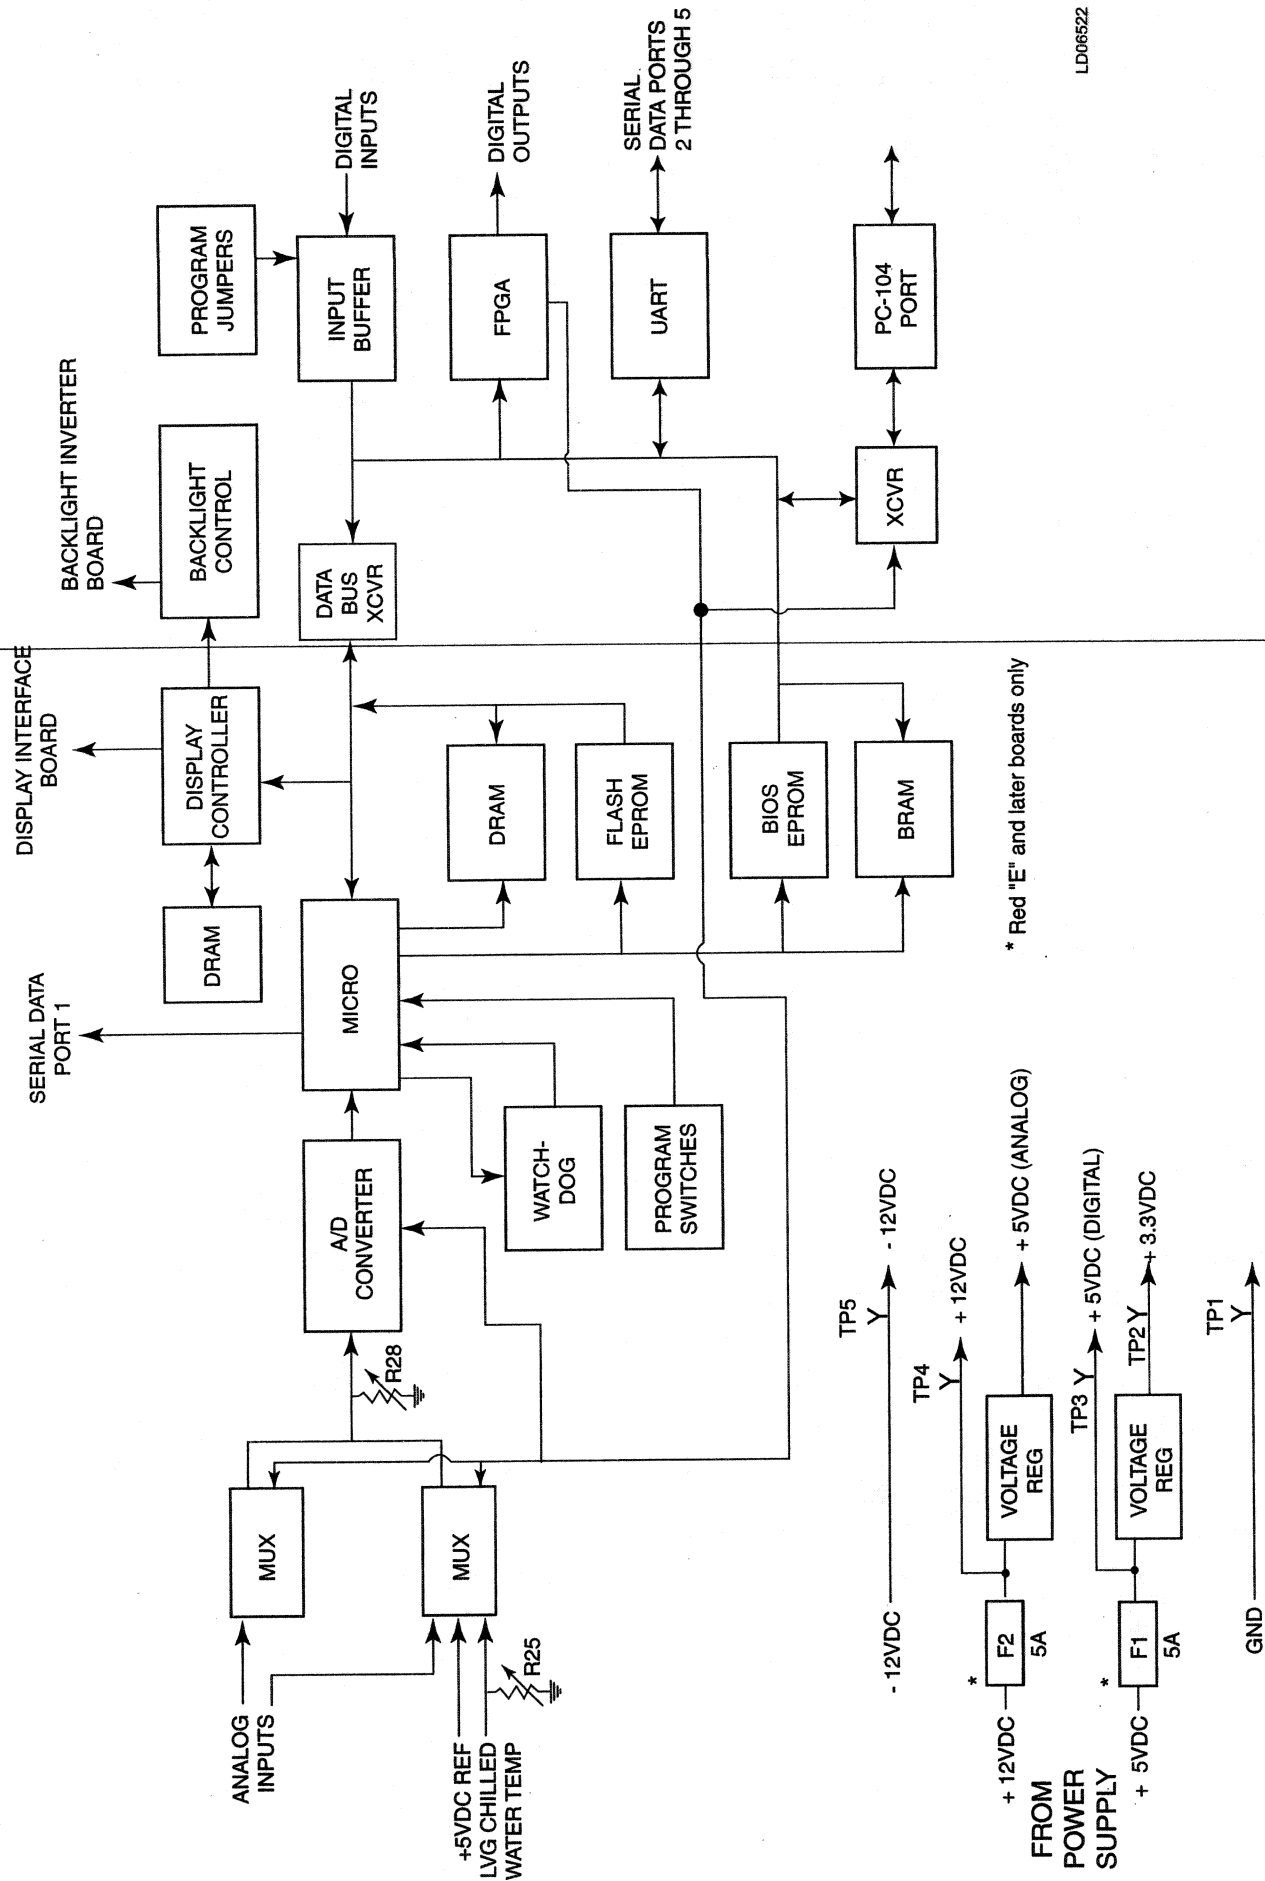 SERIAL DATA
PORT 1
DISPLAY INTERFACE
BOARD
BACKLIGHT INVERTER
BOARD
DRAM
DISPLAY
CONTROLLER
BACKLIGHT
CONTROL
PROGRAM
JUMPERS
ANALOG
INPUTS
MUX
+5VDC REF
LVG CHILLED
WATER TEMP
R25
MUX
R28
A/D
CONVERTER
MICRO
DATA
BUS
XCVR
INPUT
BUFFER
DIGITAL
INPUTS
WATCH-
DOG
PROGRAM
SWITCHES
DRAM
FLASH
EPROM
BIOS
EPROM
BRAM
FPGA
DIGITAL
OUTPUTS
UART
SERIAL
DATA PORTS
2 THROUGH 5
XCVR
PC-104
PORT
* Red "E" and later boards only
FROM
POWER
SUPPLY
- 12VDC
TP5
Y
- 12VDC
+ 12VDC
*
F2
5A
TP4
Y
+ 12VDC
VOLTAGE
REG
+ 5VDC (ANALOG)
+ 5VDC
*
F1
5A
TP3 Y
+ 5VDC (DIGITAL)
VOLTAGE
REG
TP2 Y
+ 3.3VDC
GND
TP1
Y
LD06522